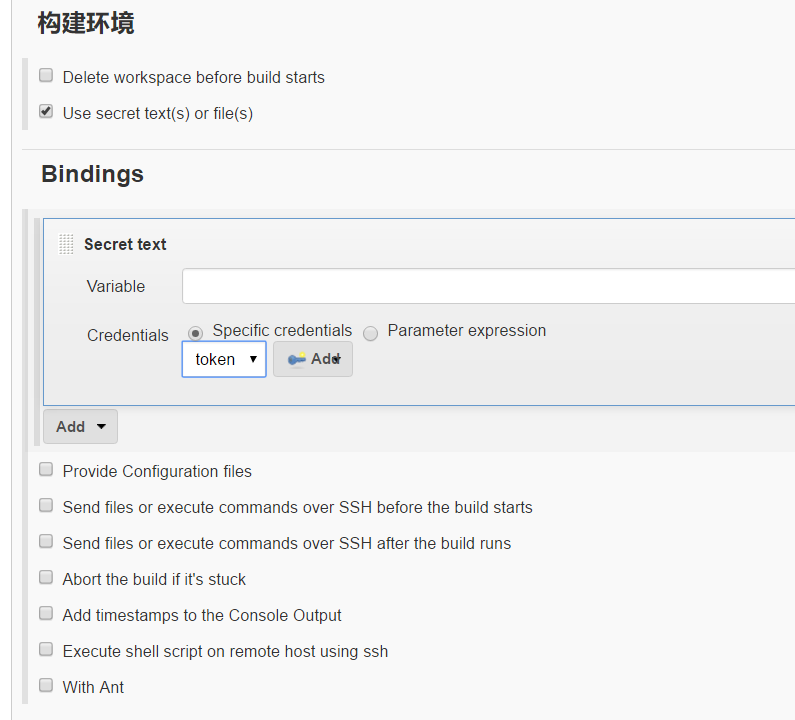 构建环境
Delete workspace before build starts
Use secret text(s) or file(s)
Bindings
Secret text
Variable
Credentials Specific credentials Parameter expression
token Add
Add
Provide Configuration files
Send files or execute commands over SSH before the build starts
Send files or execute commands over SSH after the build runs
Abort the build if it's stuck
Add timestamps to the Console Output
Execute shell script on remote host using ssh
With Ant